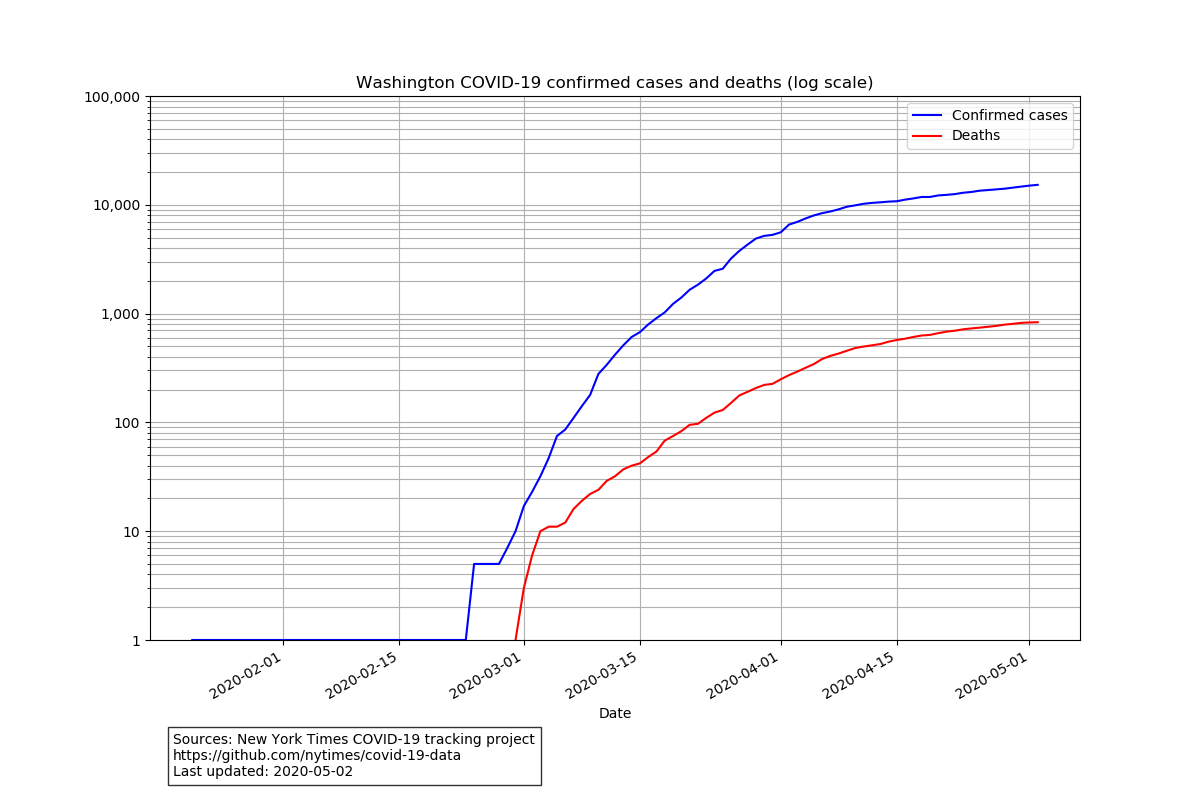 Washington COVID-19 confirmed cases and deaths (log scale)
100,000
10,000
1,000
100
10
1
Confirmed cases
Deaths
2020-02-01
2020-02-15
2020-03-01
2020-03-15
2020-04-01
2020-04-15
2020-05-01
Date
Sources: New York Times COVID-19 tracking project
https://github.com/nytimes/covid-19-data
Last updated: 2020-05-02